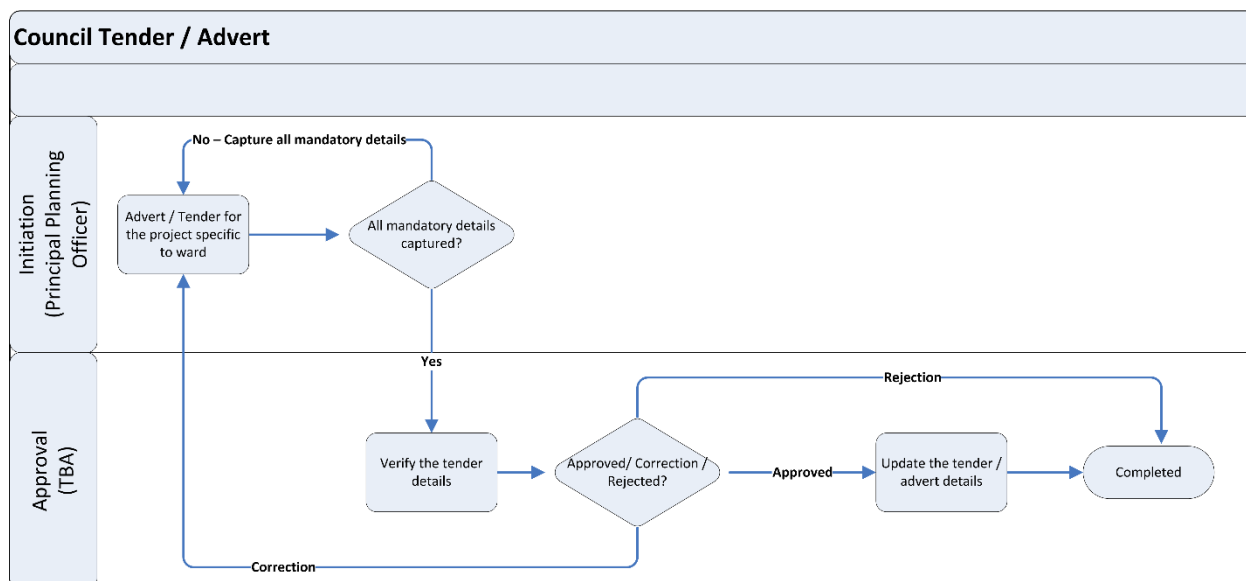 Council Tender / Advert
Initiation
(Principal Planning
Officer)
No – Capture all mandatory details
Advert / Tender for
the project specific
to ward
All mandatory details
captured?
Yes
Approval
(TBA)
Rejection
Verify the tender
details
Approved/ Correction /
Rejected?
Approved
Update the tender /
advert details
Completed
Correction